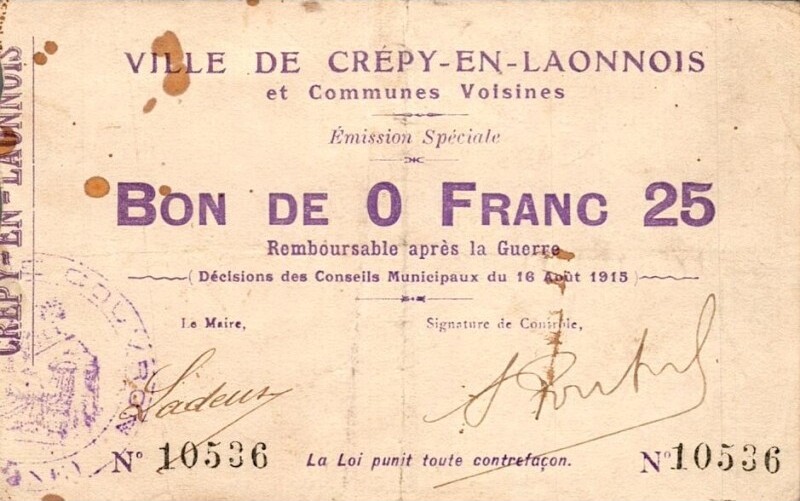 VILLE DE CRÉPY-EN-LAONNOIS
et Communes Voisines
Émission Spéciale
BON DE 0 FRANC 25
Remboursable après la Guerre
(Décisions des Conseils Municipaux du 16 Août 1915)
Le Maire,
Signature de Contrôle,
Nº 10536
La Loi punit toute contrefaçon.
Nº 10536
CRÉPY-EN-LAONNOIS